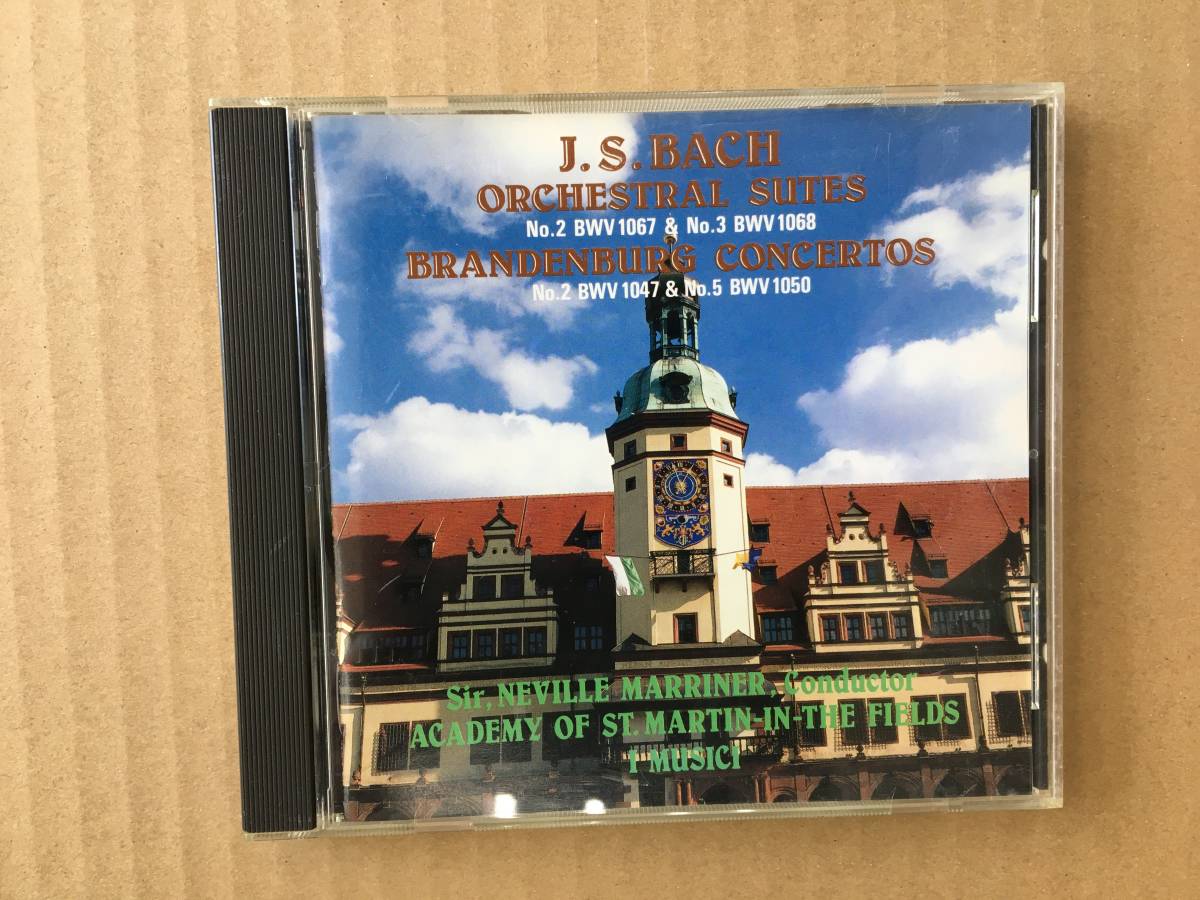 J. S. BACH
ORCHESTRAL SUTES
No.2 BWV 1067 & No.3 BWV 1068
BRANDENBURG CONCERTOS
No.2 BWV 1047 & No.5 BWV 1050
Sir, NEVILLE MARRINER, Conductor
ACADEMY OF ST. MARTIN-IN-THE FIELDS
I MUSICI